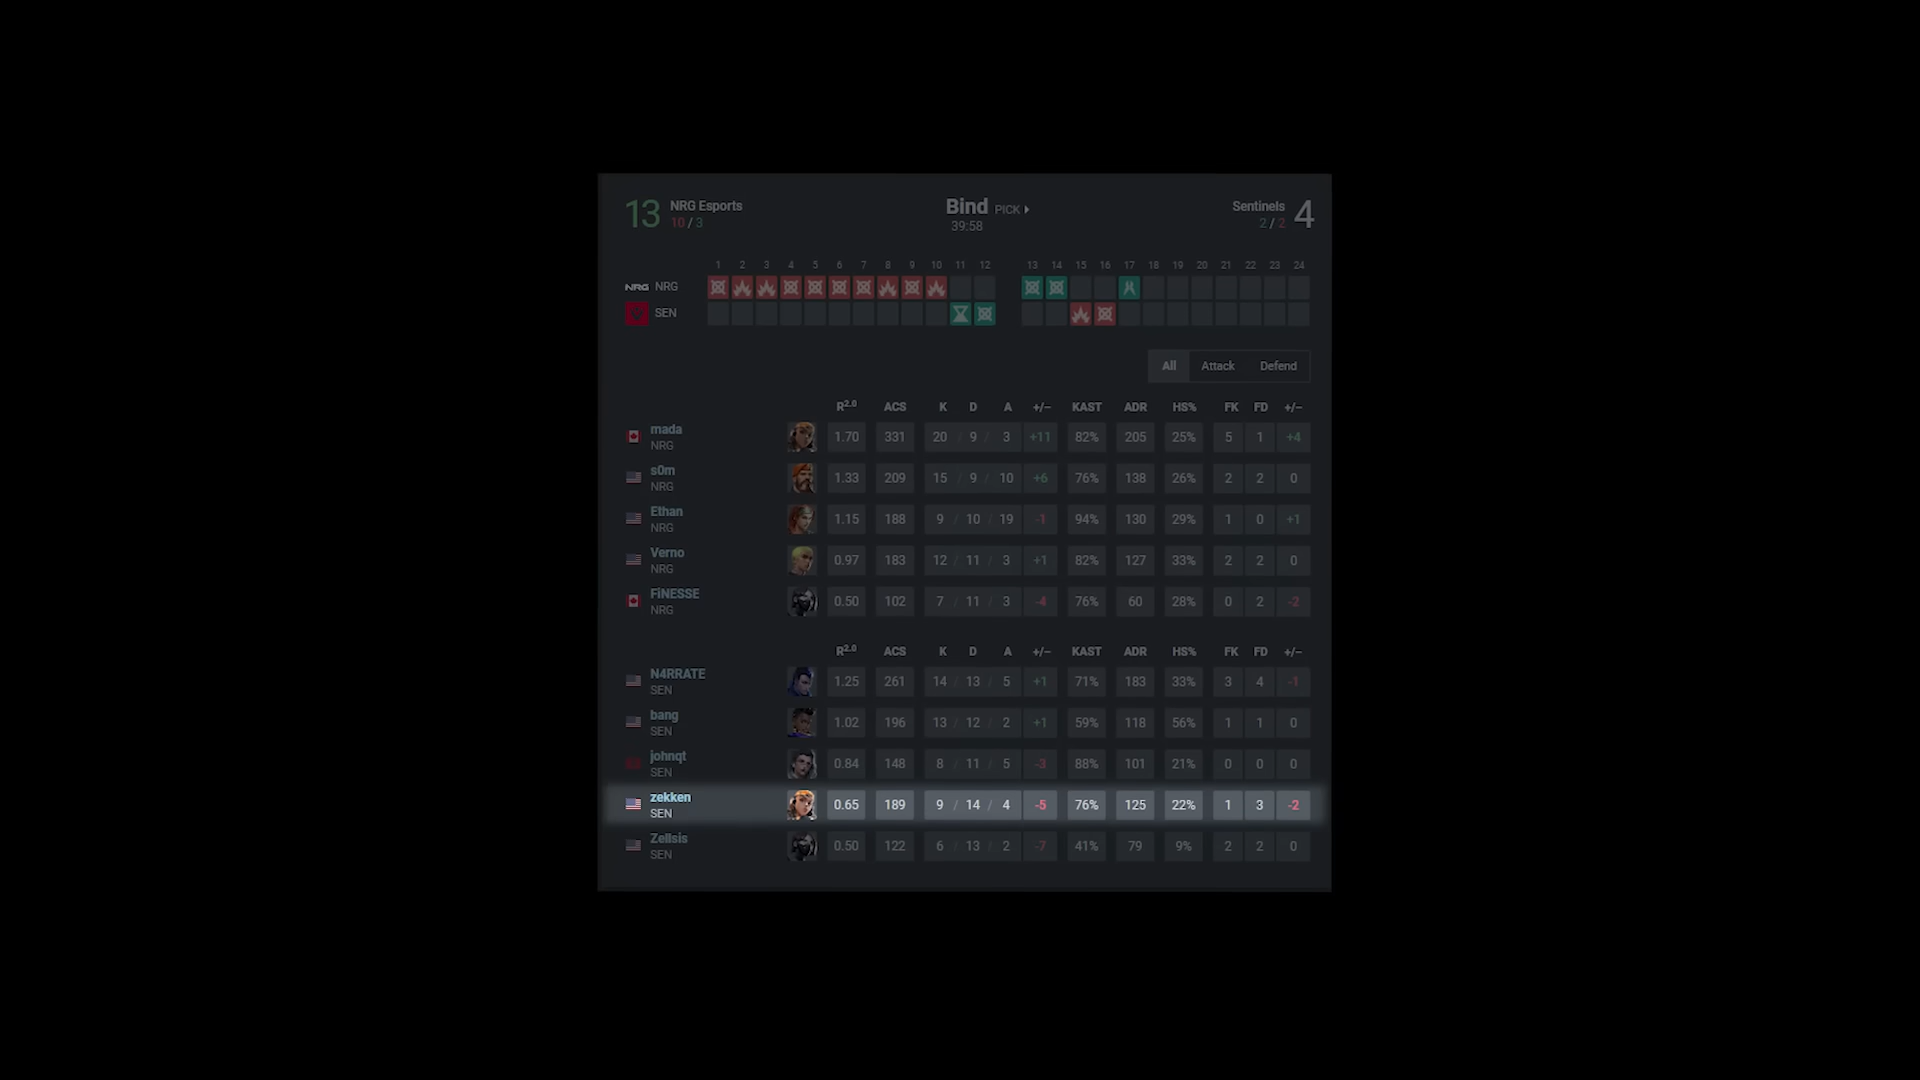 13 NRG Esports Bind PICK Sentinels 4
10 / 3 39:58 2 / 2
1 2 3 4 5 6 7 8 9 10 11 12 13 14 15 16 17 18 19 20 21 22 23 24
NRG NRG
SEN
All Attack Defend
R2.0 ACS K D A +/– KAST ADR HS% FK FD +/–
mada 1.70 331 20 / 9 / 3 +11 82% 205 25% 5 1 +4
NRG
s0m 1.33 209 15 / 9 / 10 +6 76% 138 26% 2 2 0
NRG
Ethan 1.15 188 9 / 10 / 19 -1 94% 130 29% 1 0 +1
NRG
Verno 0.97 183 12 / 11 / 3 +1 82% 127 33% 2 2 0
NRG
FiNESSE 0.50 102 7 / 11 / 3 -4 76% 60 28% 0 2 -2
NRG
R2.0 ACS K D A +/– KAST ADR HS% FK FD +/–
N4RRATE 1.25 261 14 / 13 / 5 +1 71% 183 33% 3 4 -1
SEN
bang 1.02 196 13 / 12 / 2 +1 59% 118 56% 1 1 0
SEN
johnqt 0.84 148 8 / 11 / 5 -3 88% 101 21% 0 0 0
SEN
zekken 0.65 189 9 / 14 / 4 -5 76% 125 22% 1 3 -2
SEN
Zellsis 0.50 122 6 / 13 / 2 -7 41% 79 9% 2 2 0
SEN